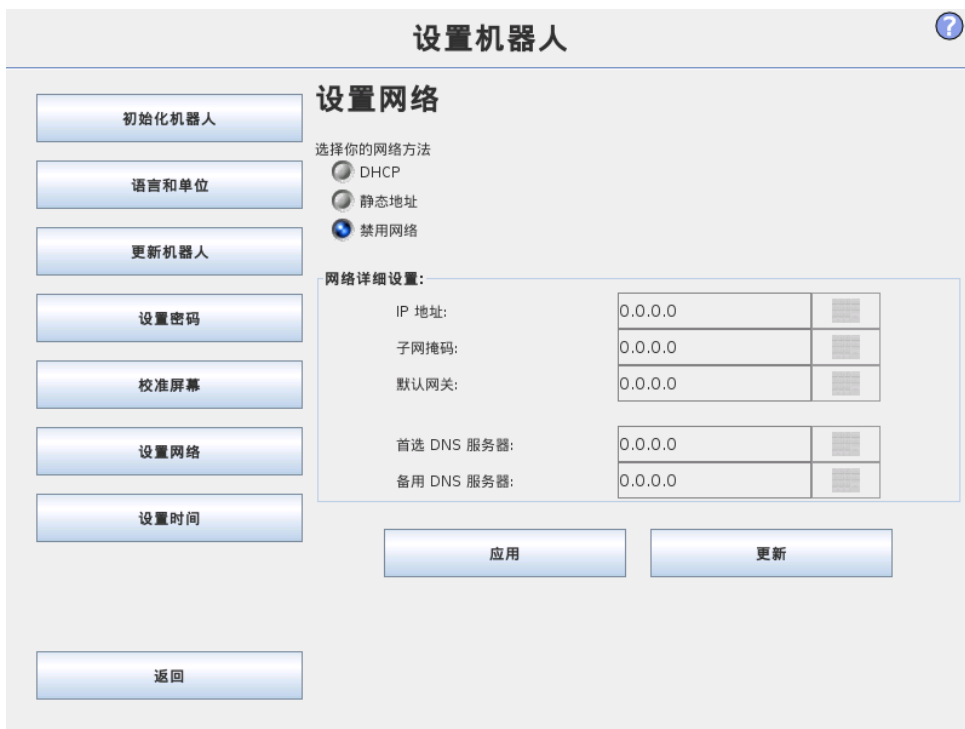 设置机器人
?
初始化机器人
语言和单位
更新机器人
设置密码
校准屏幕
设置网络
设置时间
返回
设置网络
选择你的网络方法
DHCP
静态地址
禁用网络
网络详细设置:
IP 地址: 0.0.0.0
子网掩码: 0.0.0.0
默认网关: 0.0.0.0
首选 DNS 服务器: 0.0.0.0
备用 DNS 服务器: 0.0.0.0
应用 更新